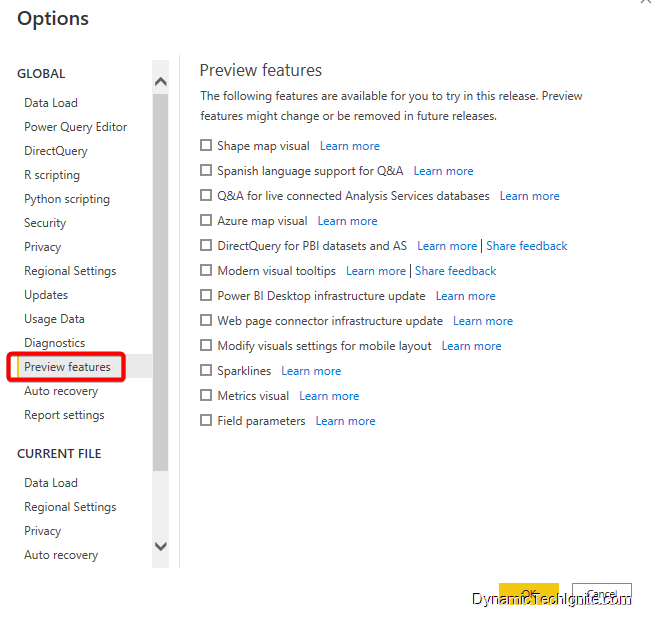 Options
GLOBAL
Data Load
Power Query Editor
DirectQuery
R scripting
Python scripting
Security
Privacy
Regional Settings
Updates
Usage Data
Diagnostics
Preview features
Auto recovery
Report settings
CURRENT FILE
Data Load
Regional Settings
Privacy
Auto recovery
Preview features
The following features are available for you to try in this release. Preview
features might change or be removed in future releases.
Shape map visual Learn more
Spanish language support for Q&A Learn more
Q&A for live connected Analysis Services databases Learn more
Azure map visual Learn more
DirectQuery for PBI datasets and AS Learn more | Share feedback
Modern visual tooltips Learn more | Share feedback
Power BI Desktop infrastructure update Learn more
Web page connector infrastructure update Learn more
Modify visuals settings for mobile layout Learn more
Sparklines Learn more
Metrics visual Learn more
Field parameters Learn more
OK Cancel
DynamicTechIgnite.com